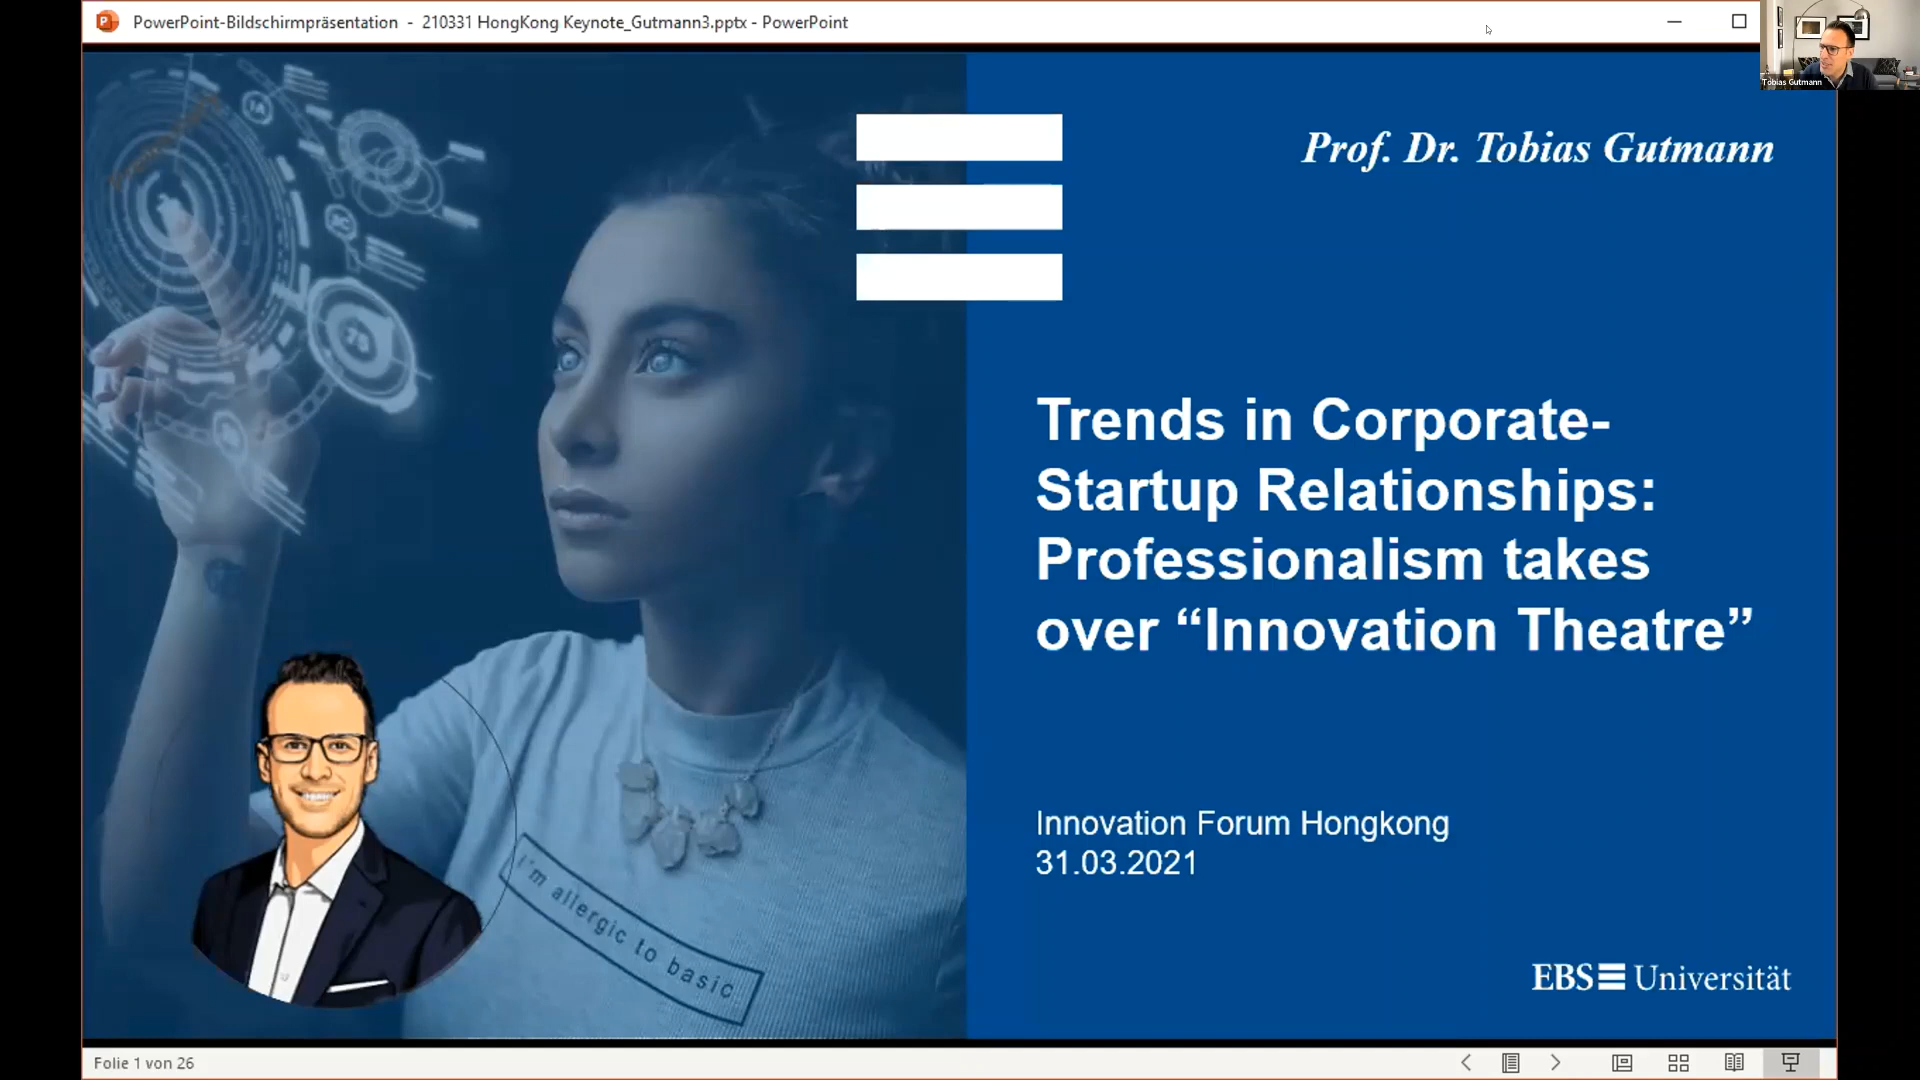 PowerPoint-Bildschirmpräsentation - 210331 HongKong Keynote_Gutmann3.pptx - PowerPoint
Tobias Gutmann
Prof. Dr. Tobias Gutmann
Trends in Corporate-
Startup Relationships:
Professionalism takes
over “Innovation Theatre”
I'm allergic to basic
Innovation Forum Hongkong
31.03.2021
EBS Universität
Folie 1 von 26